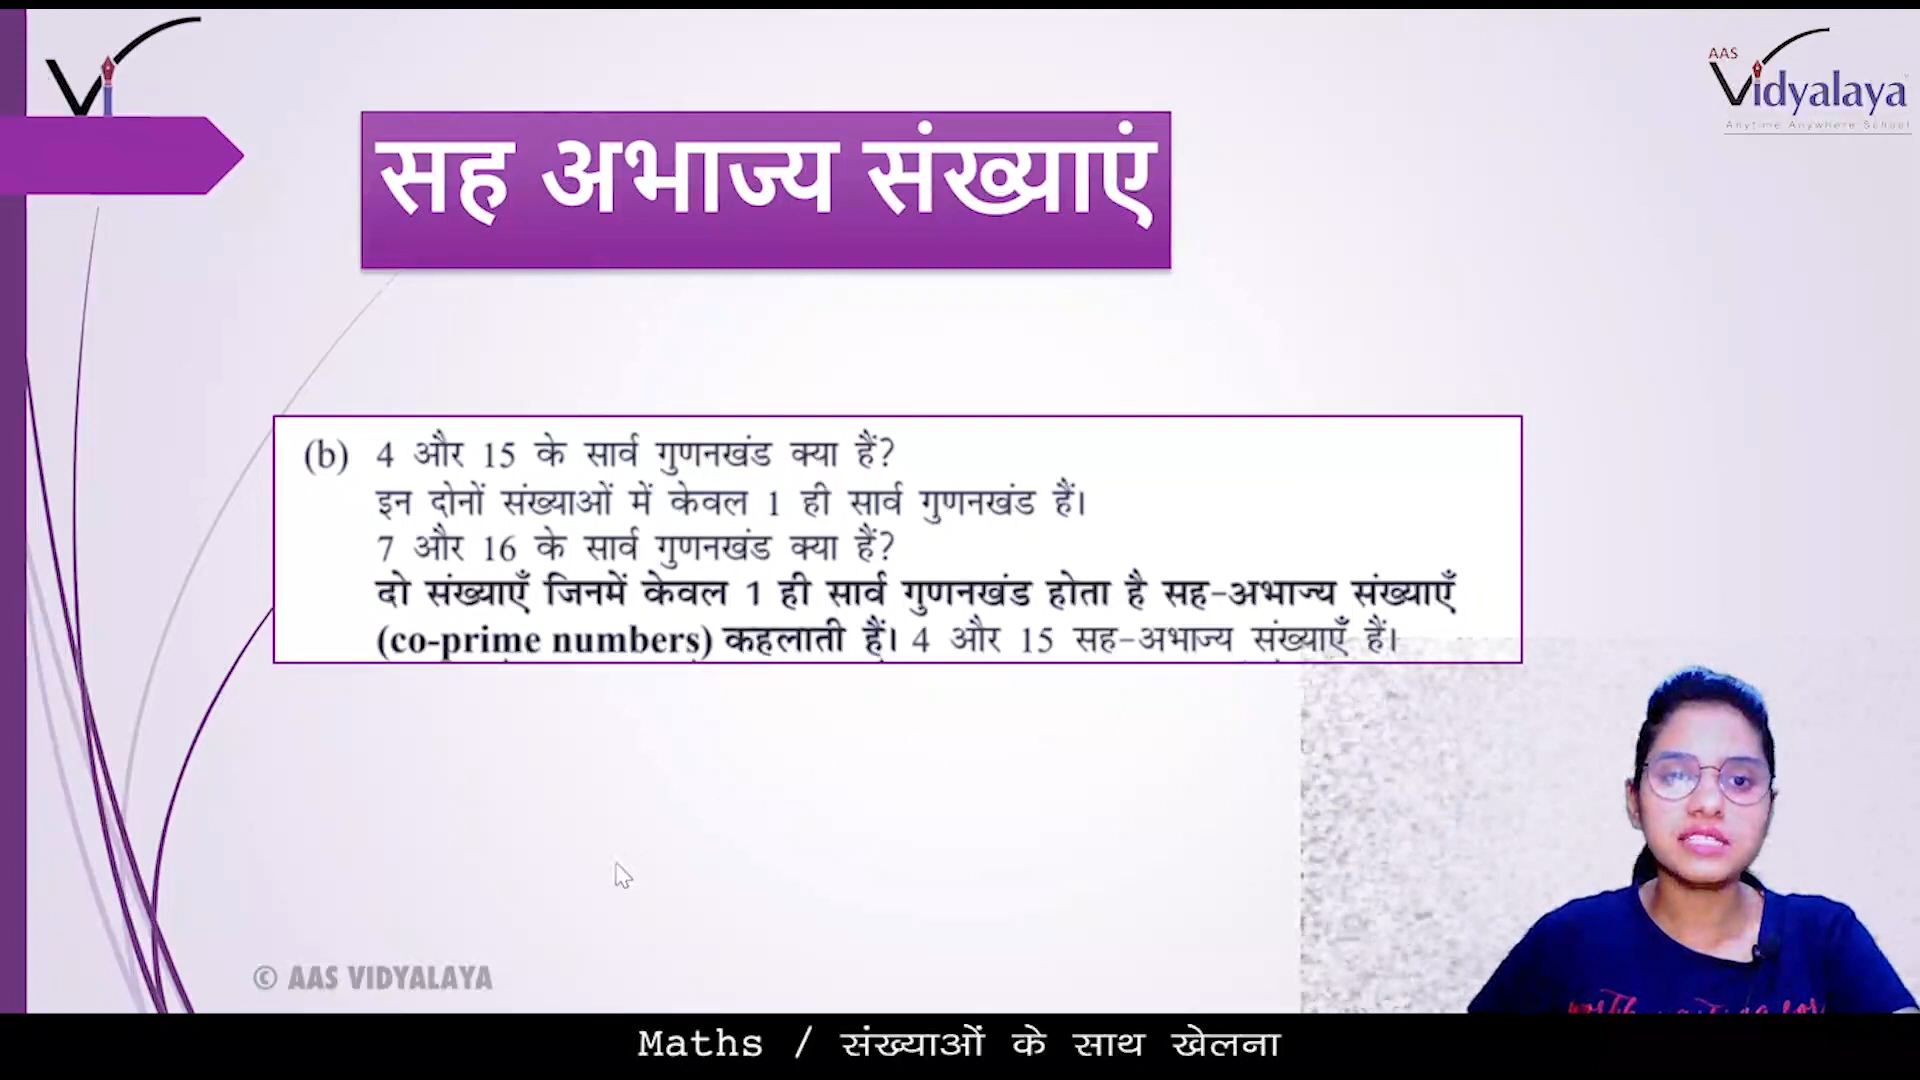 AAS
Vidyalaya
Anytime Anywhere School
सह अभाज्य संख्याएं
(b) 4 और 15 के सार्व गुणनखंड क्या हैं?
इन दोनों संख्याओं में केवल 1 ही सार्व गुणनखंड हैं।
7 और 16 के सार्व गुणनखंड क्या हैं?
दो संख्याएँ जिनमें केवल 1 ही सार्व गुणनखंड होता है सह-अभाज्य संख्याएँ
(co-prime numbers) कहलाती हैं। 4 और 15 सह-अभाज्य संख्याएँ हैं।
© AAS VIDYALAYA
Maths / संख्याओं के साथ खेलना